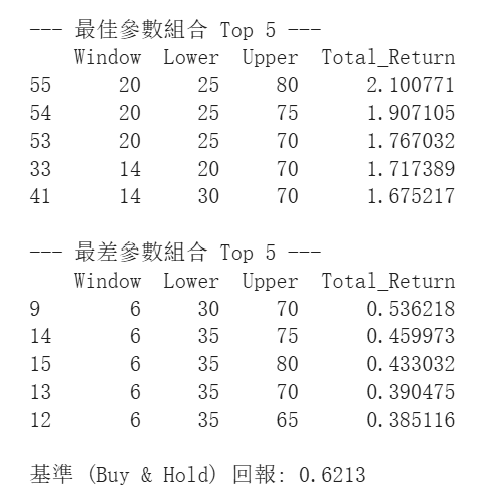 --- 最佳參數組合 Top 5 ---
    Window  Lower  Upper  Total_Return
55      20     25     80      2.100771
54      20     25     75      1.907105
53      20     25     70      1.767032
33      14     20     70      1.717389
41      14     30     70      1.675217

--- 最差參數組合 Top 5 ---
    Window  Lower  Upper  Total_Return
9        6     30     70      0.536218
14       6     35     75      0.459973
15       6     35     80      0.433032
13       6     35     70      0.390475
12       6     35     65      0.385116

基準 (Buy & Hold) 回報: 0.6213